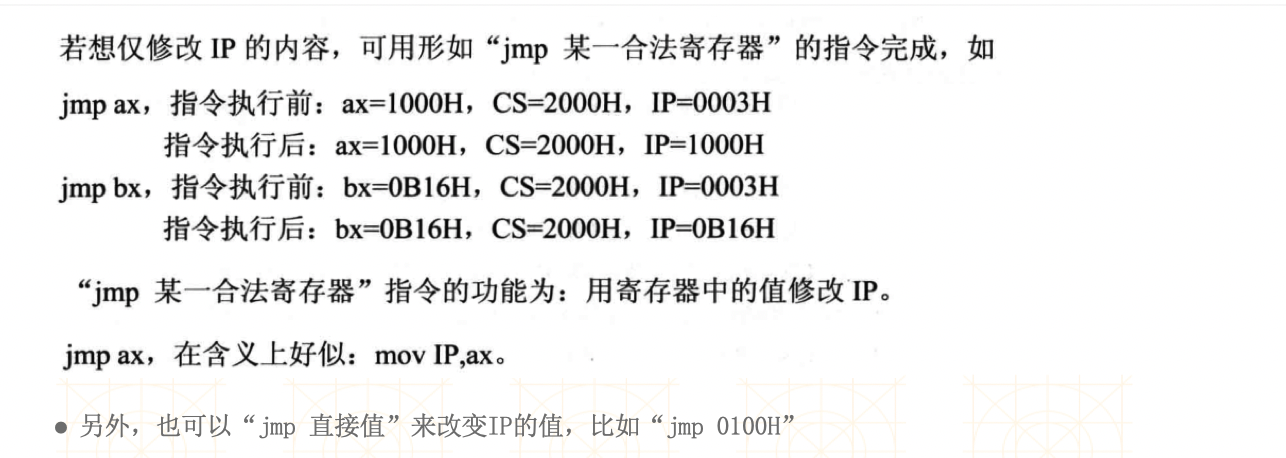 若想仅修改 IP 的内容，可用形如“jmp 某一合法寄存器”的指令完成，如
jmp ax，指令执行前：ax=1000H，CS=2000H，IP=0003H
指令执行后：ax=1000H，CS=2000H，IP=1000H
jmp bx，指令执行前：bx=0B16H，CS=2000H，IP=0003H
指令执行后：bx=0B16H，CS=2000H，IP=0B16H
“jmp 某一合法寄存器”指令的功能为：用寄存器中的值修改 IP。
jmp ax，在含义上好似：mov IP,ax。
● 另外，也可以“jmp 直接值”来改变IP的值，比如“jmp 0100H”